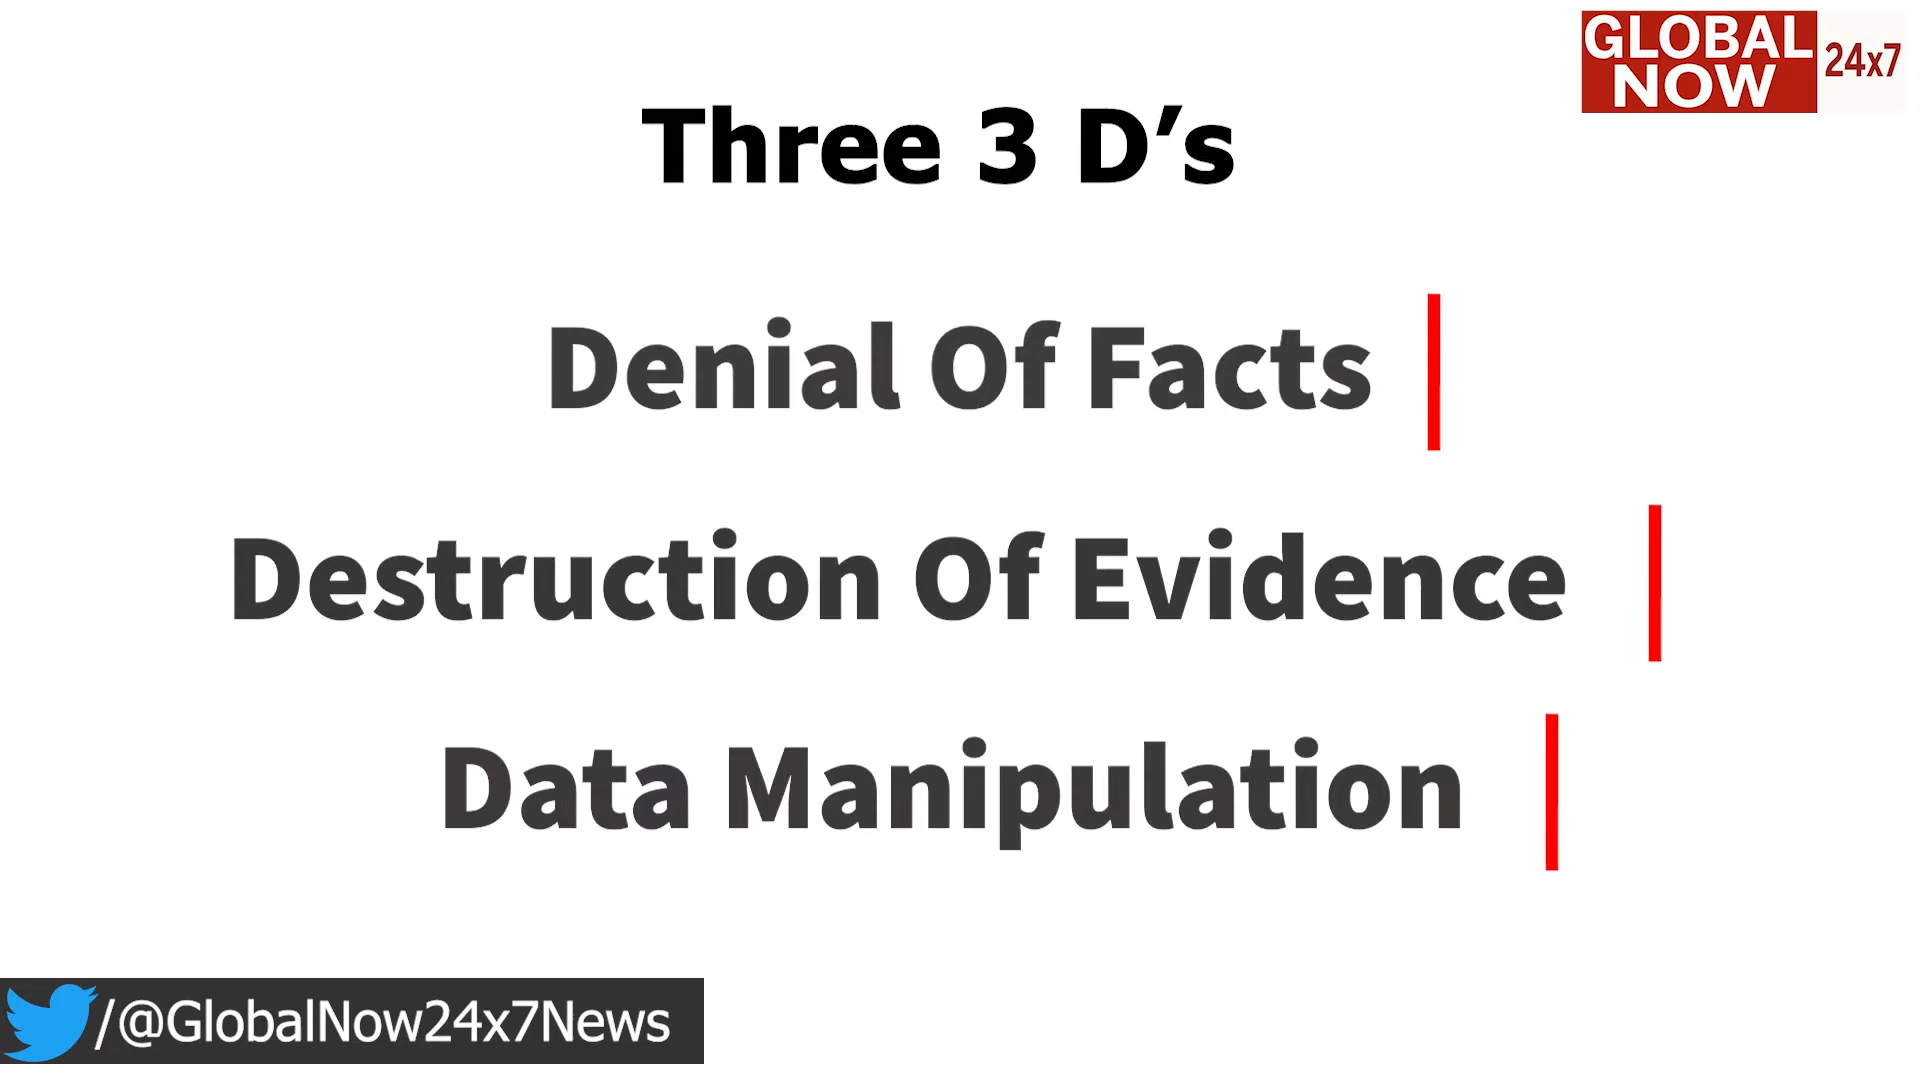 GLOBAL
NOW
24x7
Three 3 D’s
Denial Of Facts
Destruction Of Evidence
Data Manipulation
/@GlobalNow24x7News